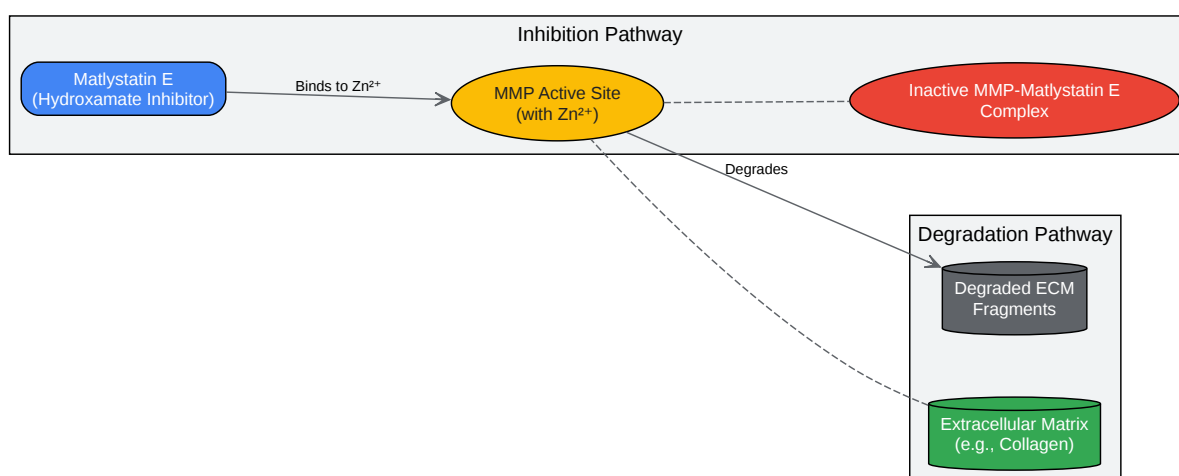 Inhibition Pathway
Matlystatin E
(Hydroxamate Inhibitor)
Binds to Zn²⁺
MMP Active Site
(with Zn²⁺)
Inactive MMP-Matlystatin E
Complex
Degrades
Degradation Pathway
Degraded ECM
Fragments
Extracellular Matrix
(e.g., Collagen)